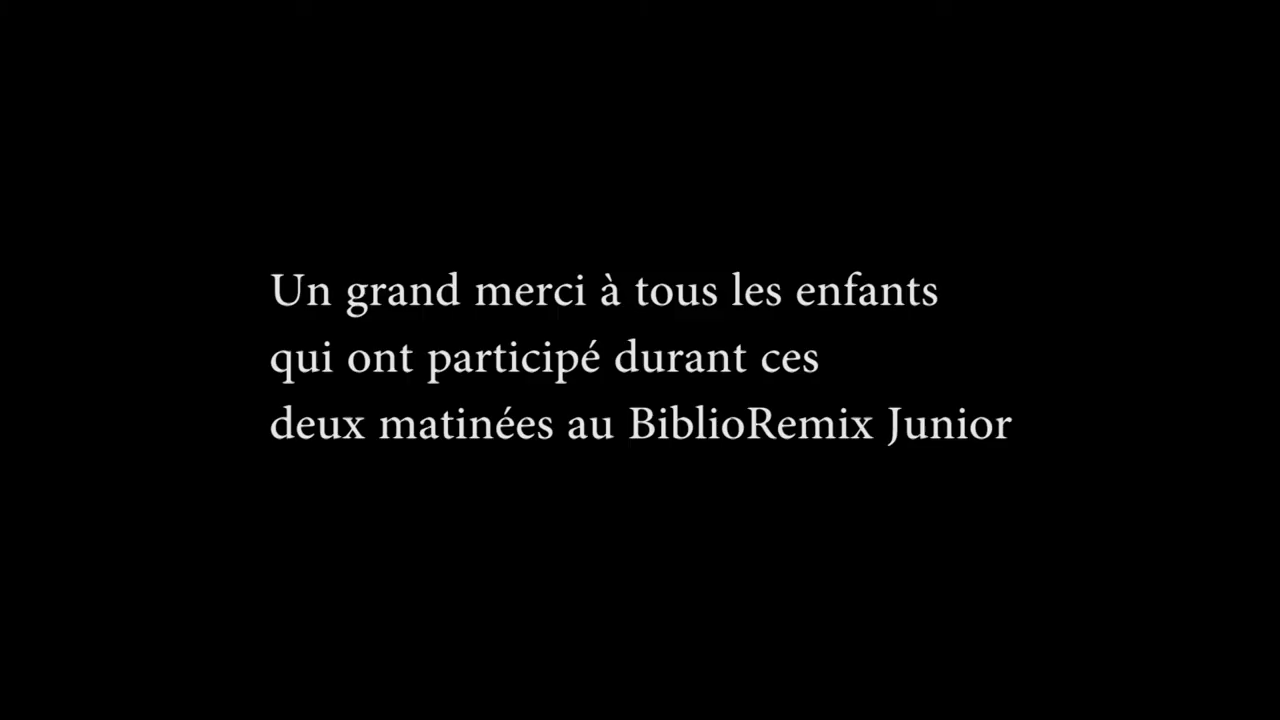 Un grand merci à tous les enfants
qui ont participé durant ces
deux matinées au BiblioRemix Junior